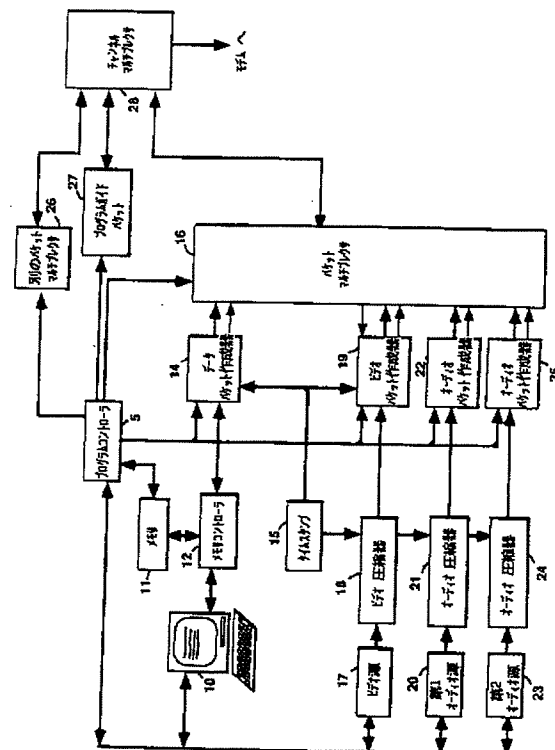 チャンネル
マルチプレクサ
28
モデムへ
27
プログラムガイド
パケット
26
別のパケット
マルチプレクサ
16
パケット
マルチプレクサ
プログラムコントローラ
5
14
データ
パケット作成器
19
ビデオ
パケット作成器
22
オーディオ
パケット作成器
25
オーディオ
パケット作成器
メモリ
11
メモリコントローラ
12
10
15
タイムスタンプ
18
ビデオ圧縮器
21
オーディオ圧縮器
オーディオ圧縮器
24
17
ビデオ源
20
第1
オーディオ源
第2
オーディオ源
23